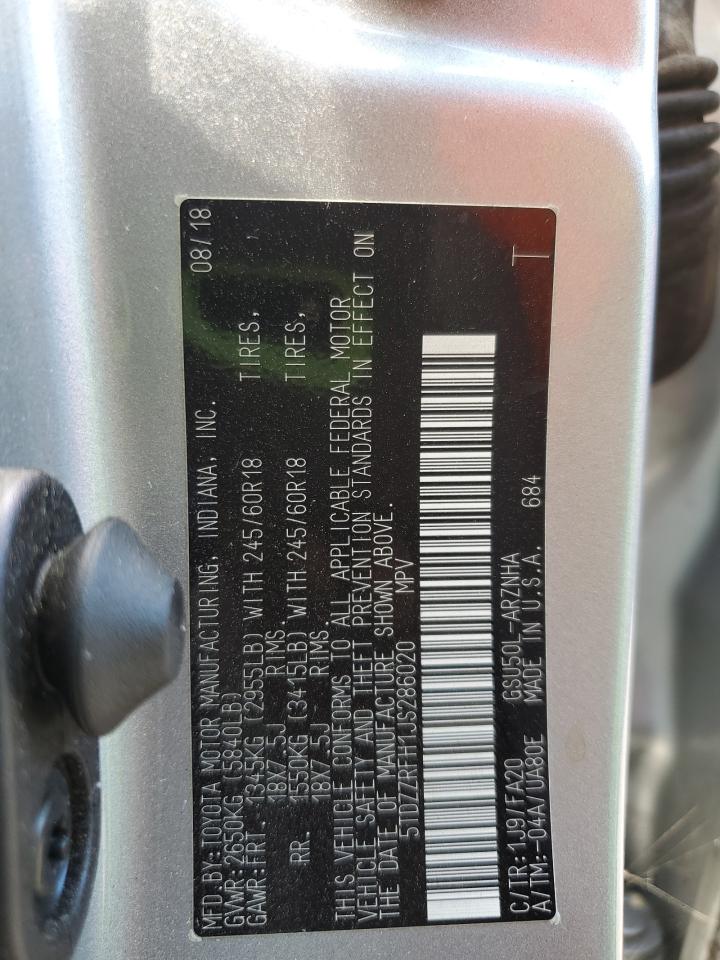 MFD.BY:TOYOTA MOTOR MANUFACTURING, INDIANA, INC. 08/18
GVWR:2650KG (5840LB)
GAWR:FRT. 1345KG (2955LB) WITH 245/60R18 TIRES,
18X7.5J RIMS
RR. 1550KG (3415LB) WITH 245/60R18 TIRES,
18X7.5J RIMS
THIS VEHICLE CONFORMS TO ALL APPLICABLE FEDERAL MOTOR
VEHICLE SAFETY AND THEFT PREVENTION STANDARDS IN EFFECT ON
THE DATE OF MANUFACTURE SHOWN ABOVE.
5TDZZRFH1JS286020 MPV
C/TR:1J9/FA20 GSU50L-ARZNHA
A/TM:-04A/UA80E MADE IN U.S.A. 684 T